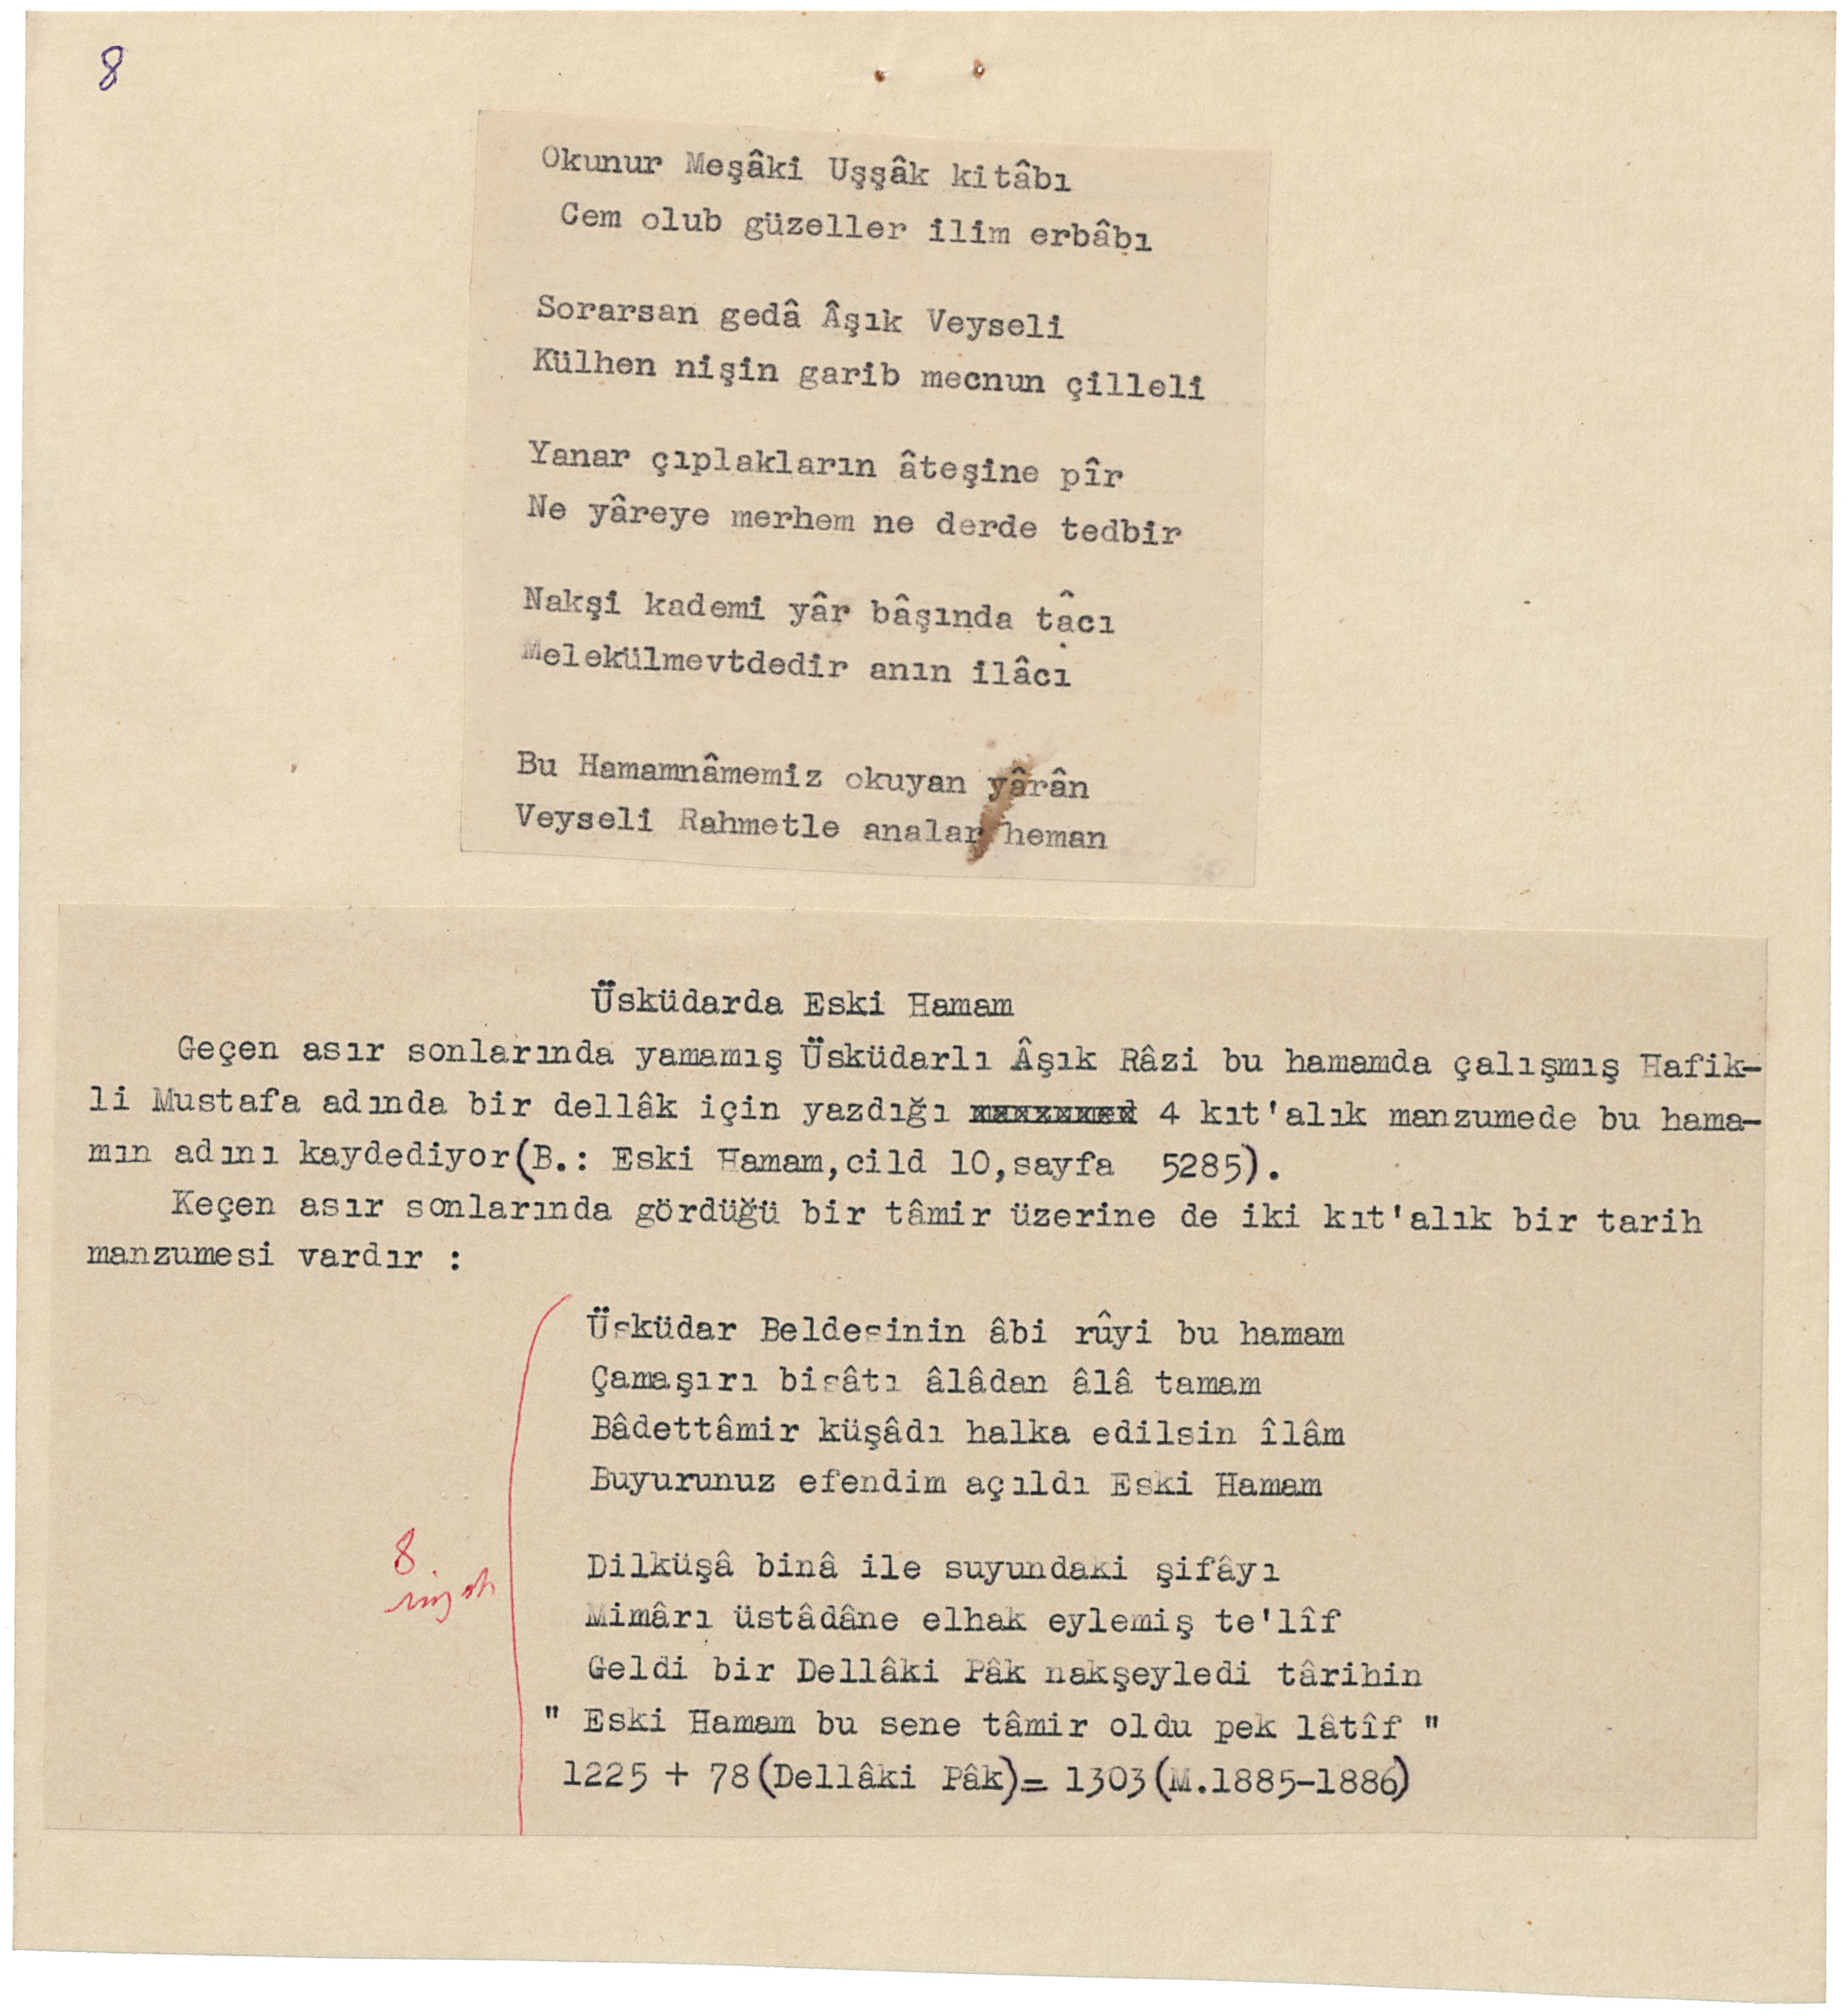 8
Okunur Meşâki Uşşâk kitâbı
Cem olub güzeller ilim erbâbı
Sorarsan gedâ Âşık Veyseli
Külhen nişin garib mecnun çilleli
Yanar çıplakların âteşine pîr
Ne yâreye merhem ne derde tedbir
Nakşi kademi yâr bâşında tâcı
Melekülmevtdedir anın ilâcı
Bu Hamamnâmemiz okuyan yârân
Veyseli Rahmetle analar heman
Üsküdarda Eski Hamam
Geçen asır sonlarında yamamış Üsküdarlı Âşık Râzi bu hamamda çalışmış Hafik-
li Mustafa adında bir dellâk için yazdığı 4 kıt'alık manzumede bu hama-
mın adını kaydediyor(B.: Eski Hamam,cild 10,sayfa 5285).
Keçen asır sonlarında gördüğü bir tâmir üzerine de iki kıt'alık bir tarih
manzumesi vardır :
Üsküdar Beldesinin âbi rûyi bu hamam
Çamaşırı bisâtı âlâdan âlâ tamam
Bâdettâmir küşâdı halka edilsin îlâm
Buyurunuz efendim açıldı Eski Hamam
8
Dilküşâ binâ ile suyundaki şifâyı
Mimârı üstâdâne elhak eylemiş te'lîf
Geldi bir Dellâki Pâk nakşeyledi târihin
" Eski Hamam bu sene tâmir oldu pek lâtîf "
1225 + 78(Dellâki Pâk)= 1303(M.1885-1886)